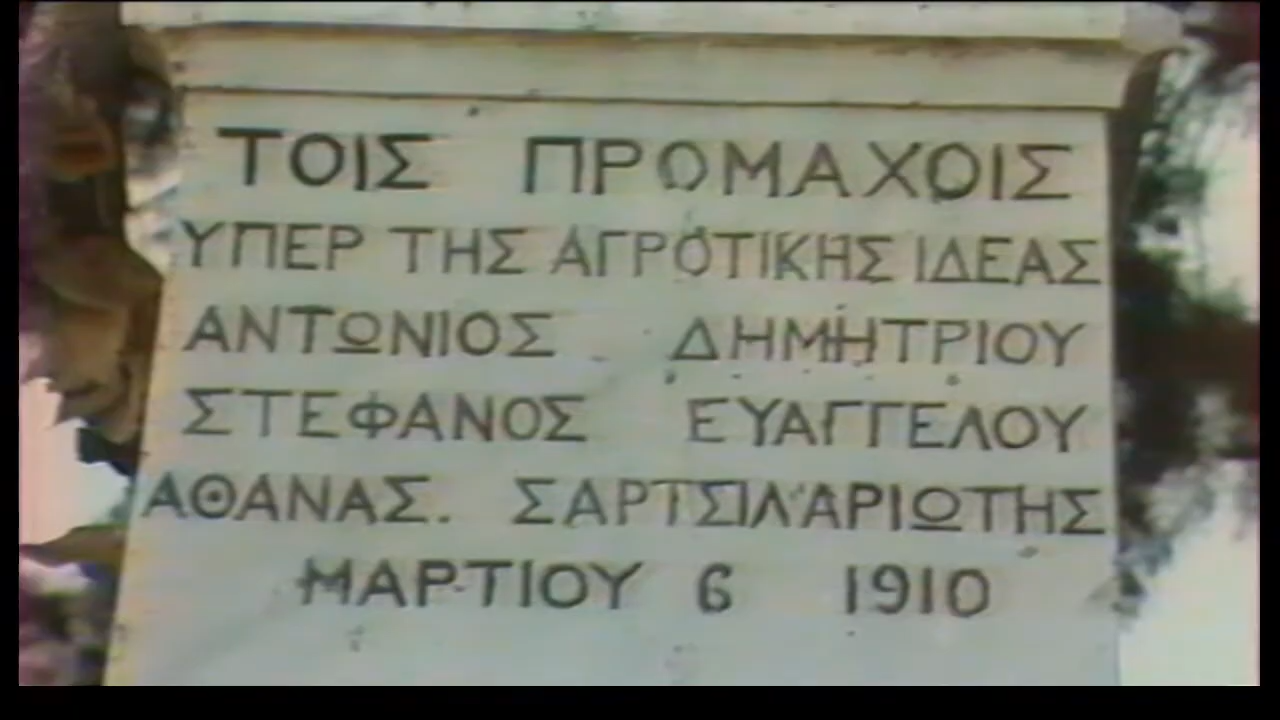 ΤΟΙΣ ΠΡΟΜΑΧΟΙΣ
ΥΠΕΡ ΤΗΣ ΑΓΡΟΤΙΚΗΣ ΙΔΕΑΣ
ΑΝΤΩΝΙΟΣ ΔΗΜΗΤΡΙΟΥ
ΣΤΕΦΑΝΟΣ ΕΥΑΓΓΕΛΟΥ
ΑΘΑΝΑΣ. ΣΑΡΤΣΙΛΑΡΙΩΤΗΣ
ΜΑΡΤΙΟΥ 6 1910